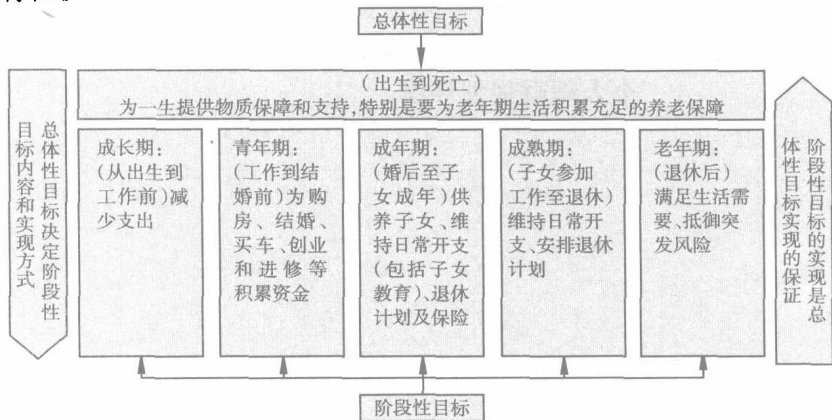 总体性目标
(出生到死亡)
为一生提供物质保障和支持,特别是要为老年期生活积累充足的养老保障
总体性目标决定阶段性
目标内容和实现方式
成长期:
(从出生到
工作前)减
少支出
青年期:
(工作到结
婚前)为购
房、结婚、
买车、创业
和进修等
积累资金
成年期:
(婚后至子
女成年)供
养子女、维
持日常开支
(包括子女
教育)、退休
计划及保险
成熟期:
(子女参加
工作至退休)
维持日常开
支、安排退休
计划
老年期:
(退休后)
满足生活需
要、抵御突
发风险
阶段性目标的实现是总
体性目标实现的保证
阶段性目标